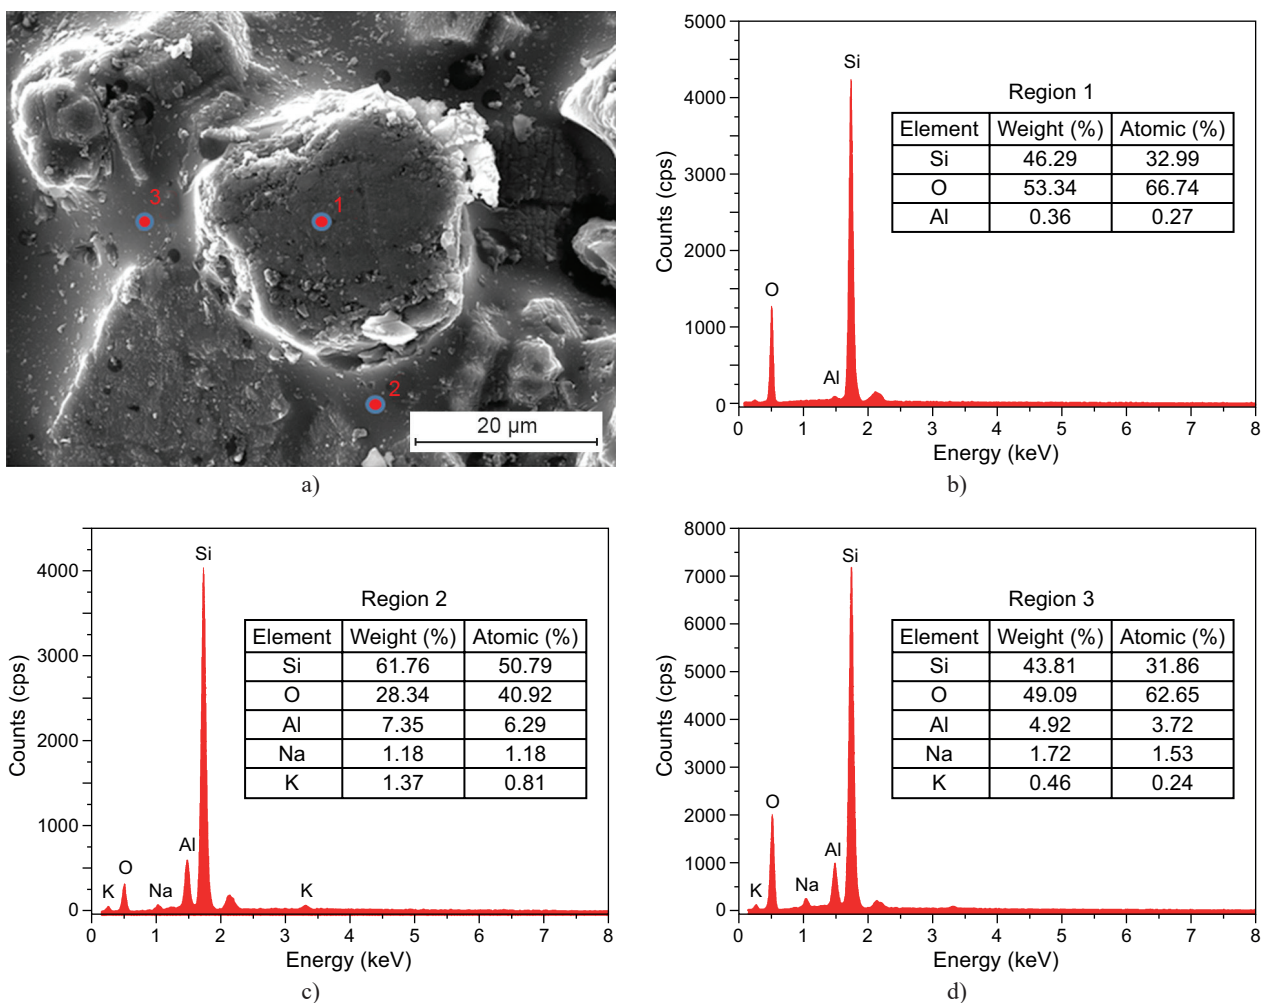 3
1
2
20 µm
a)
5000
4000
3000
2000
1000
0
Counts (cps)
Si
O
Al
Region 1
Element Weight (%) Atomic (%)
Si 46.29 32.99
O 53.34 66.74
Al 0.36 0.27
0 1 2 3 4 5 6 7 8
Energy (keV)
b)
4000
3000
2000
1000
0
Counts (cps)
Si
Region 2
Element Weight (%) Atomic (%)
Si 61.76 50.79
O 28.34 40.92
Al 7.35 6.29
Na 1.18 1.18
K 1.37 0.81
K O Na Al K
0 1 2 3 4 5 6 7 8
Energy (keV)
c)
8000
7000
6000
5000
4000
3000
2000
1000
0
Counts (cps)
Si
Region 3
Element Weight (%) Atomic (%)
Si 43.81 31.86
O 49.09 62.65
Al 4.92 3.72
Na 1.72 1.53
K 0.46 0.24
K O Na Al
0 1 2 3 4 5 6 7 8
Energy (keV)
d)